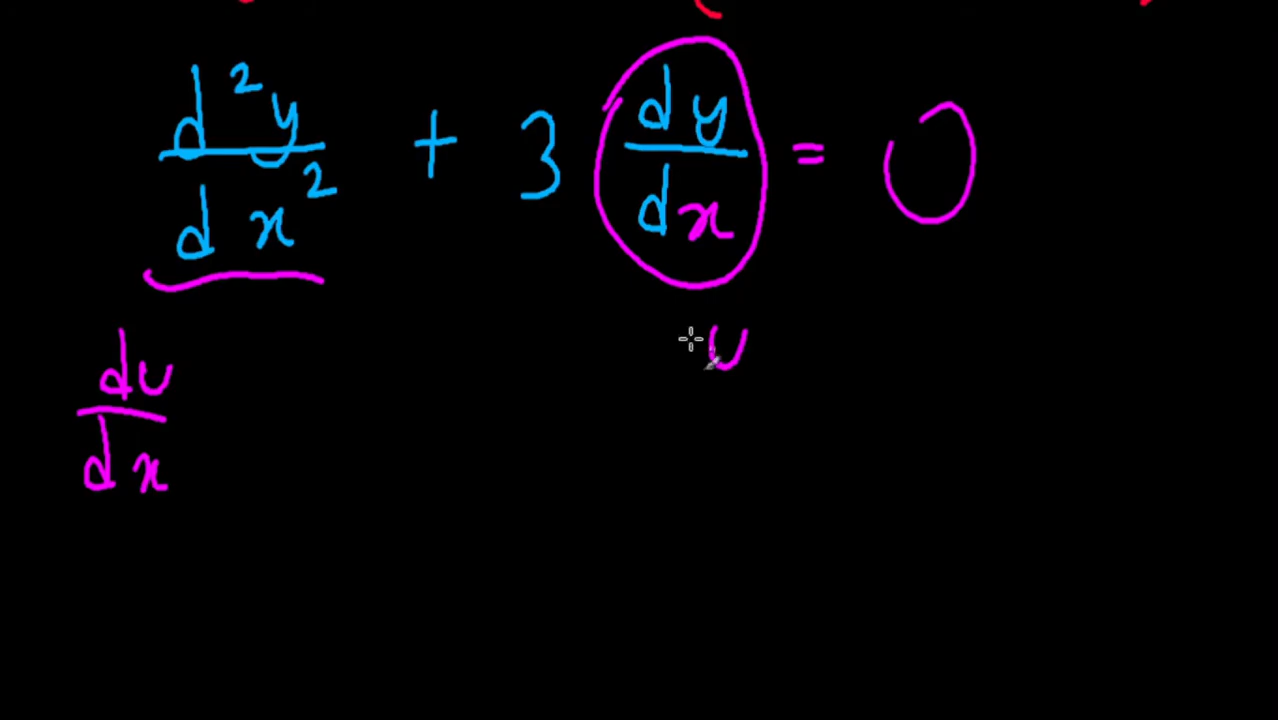 d²y/dx² + 3 dy/dx = 0
u
du/dx